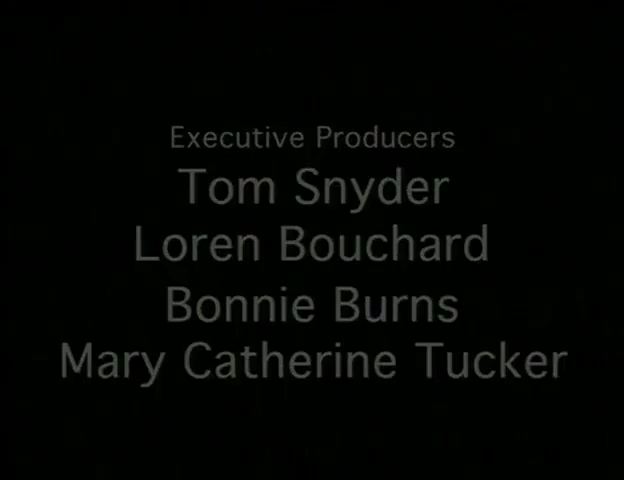 Executive Producers
Tom Snyder
Loren Bouchard
Bonnie Burns
Mary Catherine Tucker